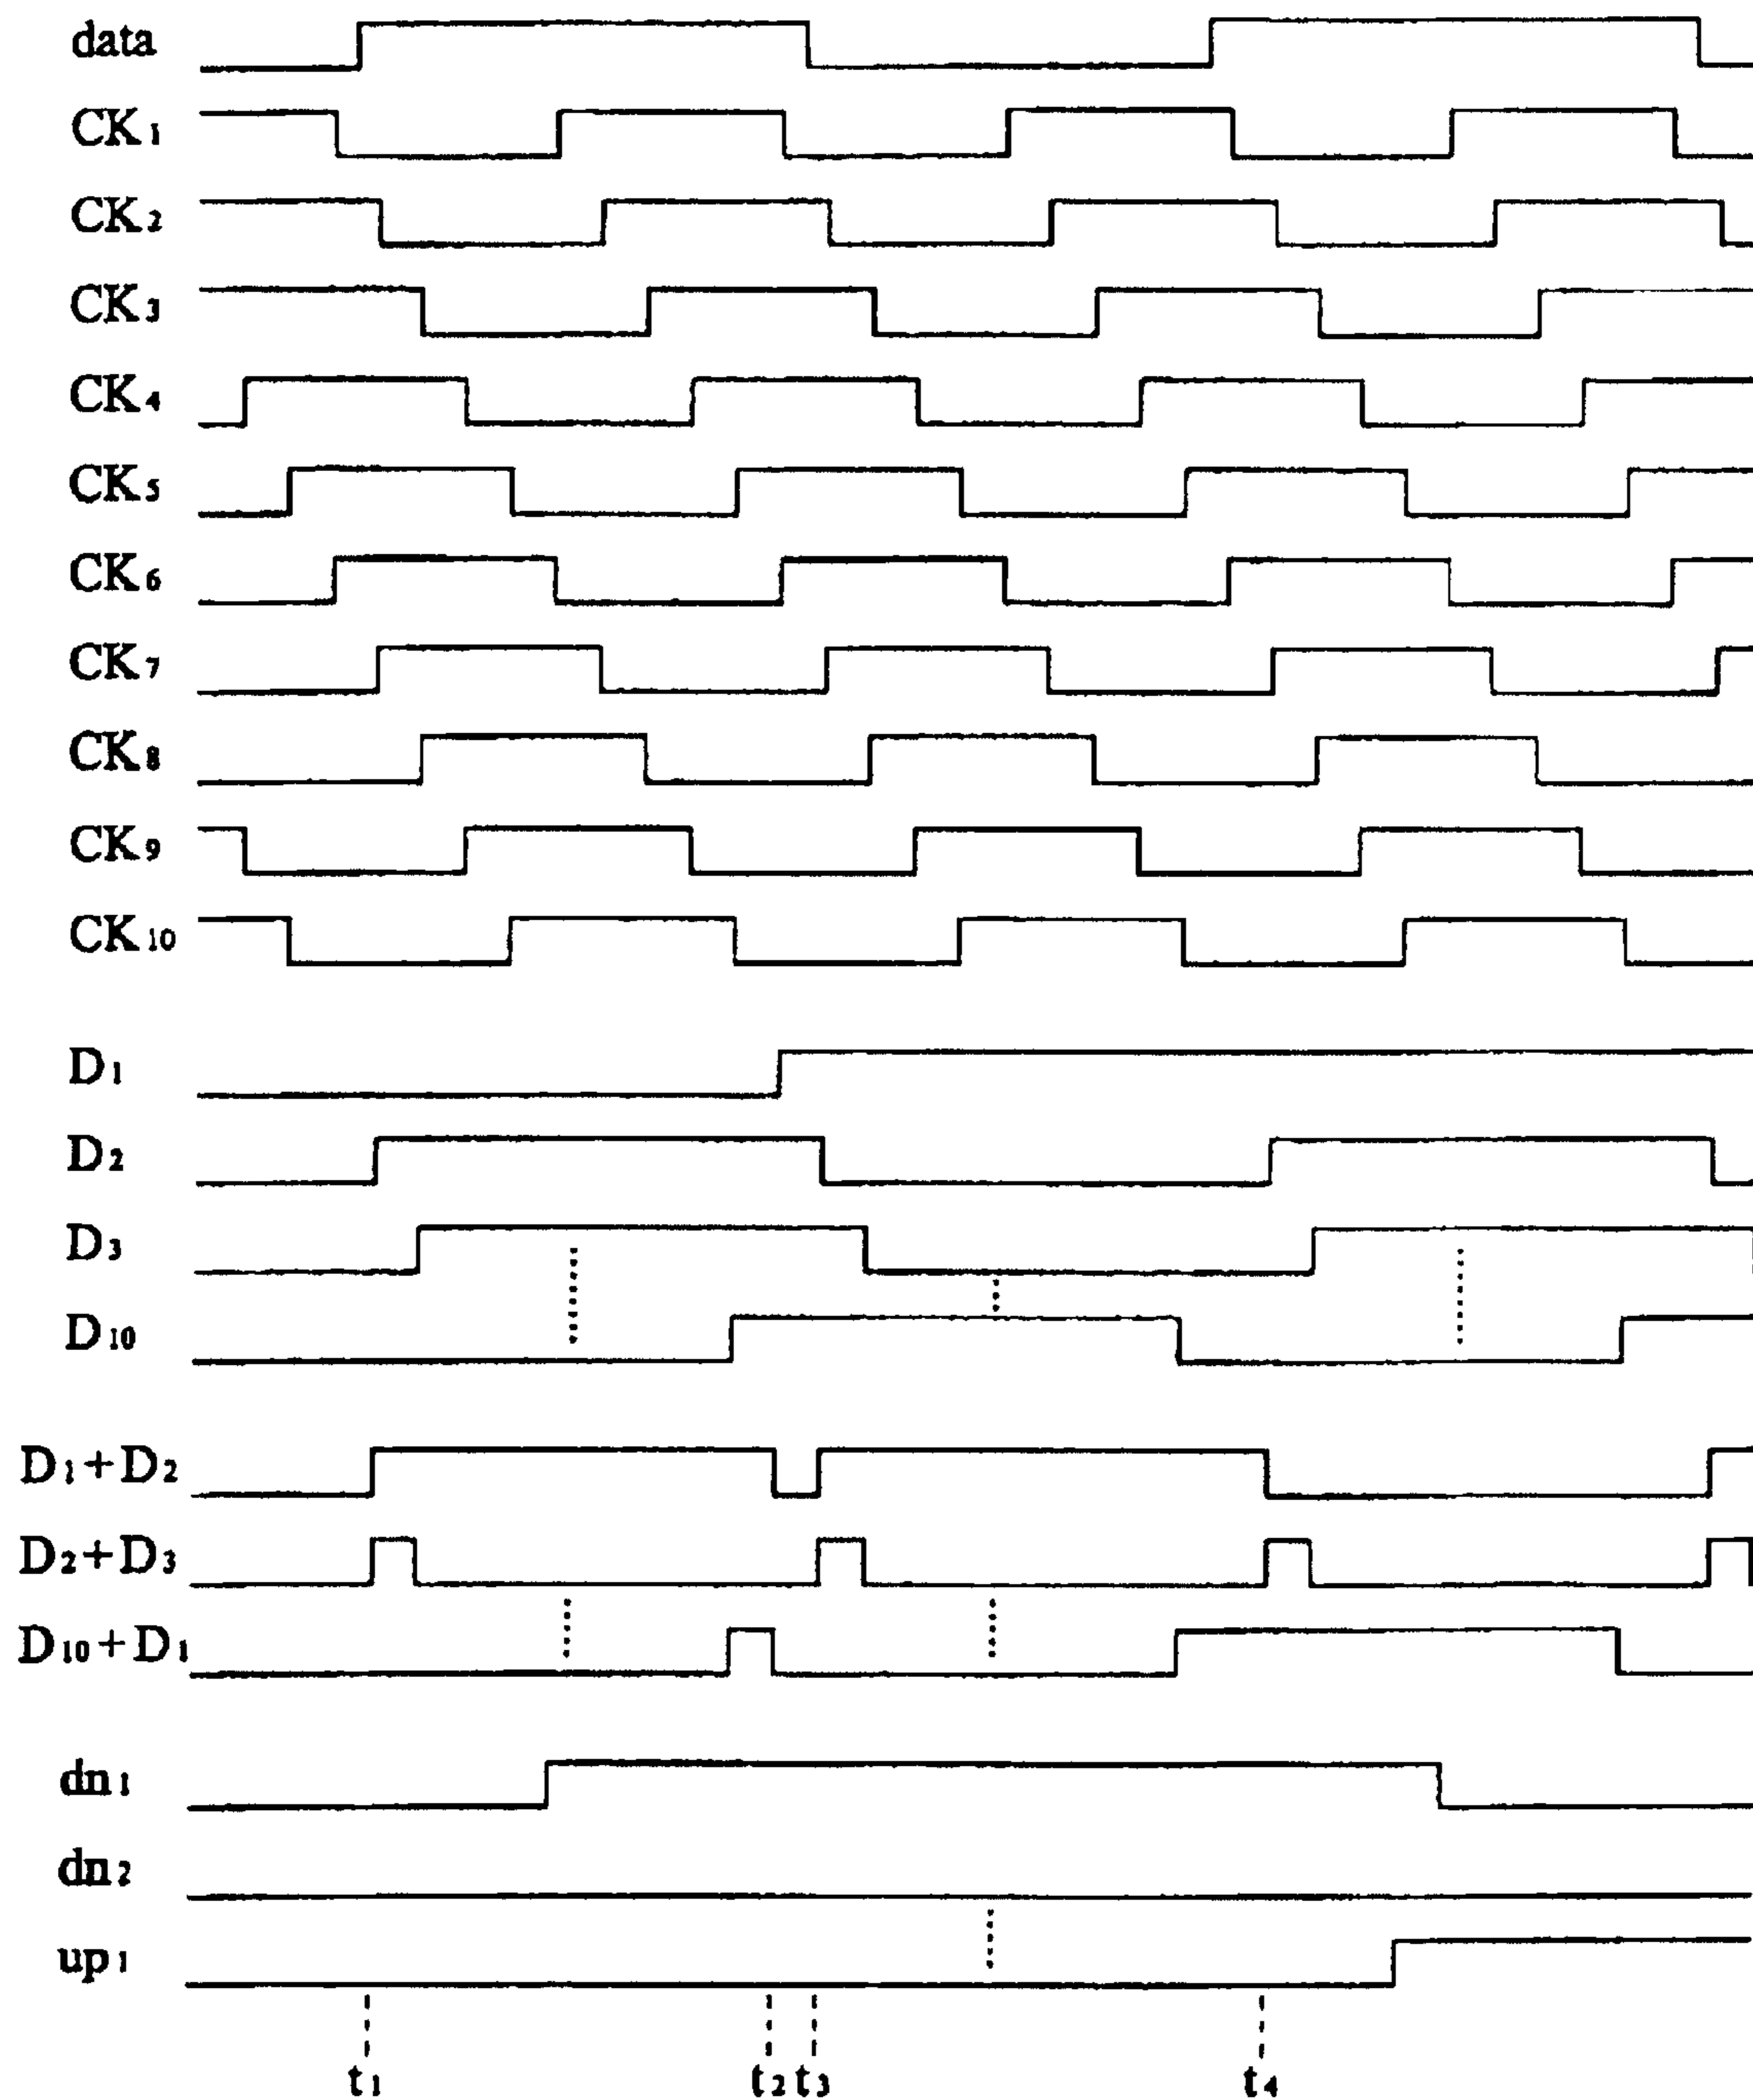 data
CK₁
CK₂
CK₃
CK₄
CK₅
CK₆
CK₇
CK₈
CK₉
CK₁₀
D₁
D₂
D₃
D₁₀
D₁+D₂
D₂+D₃
D₁₀+D₁
dn₁
dn₂
up₁
t₁ t₂ t₃ t₄